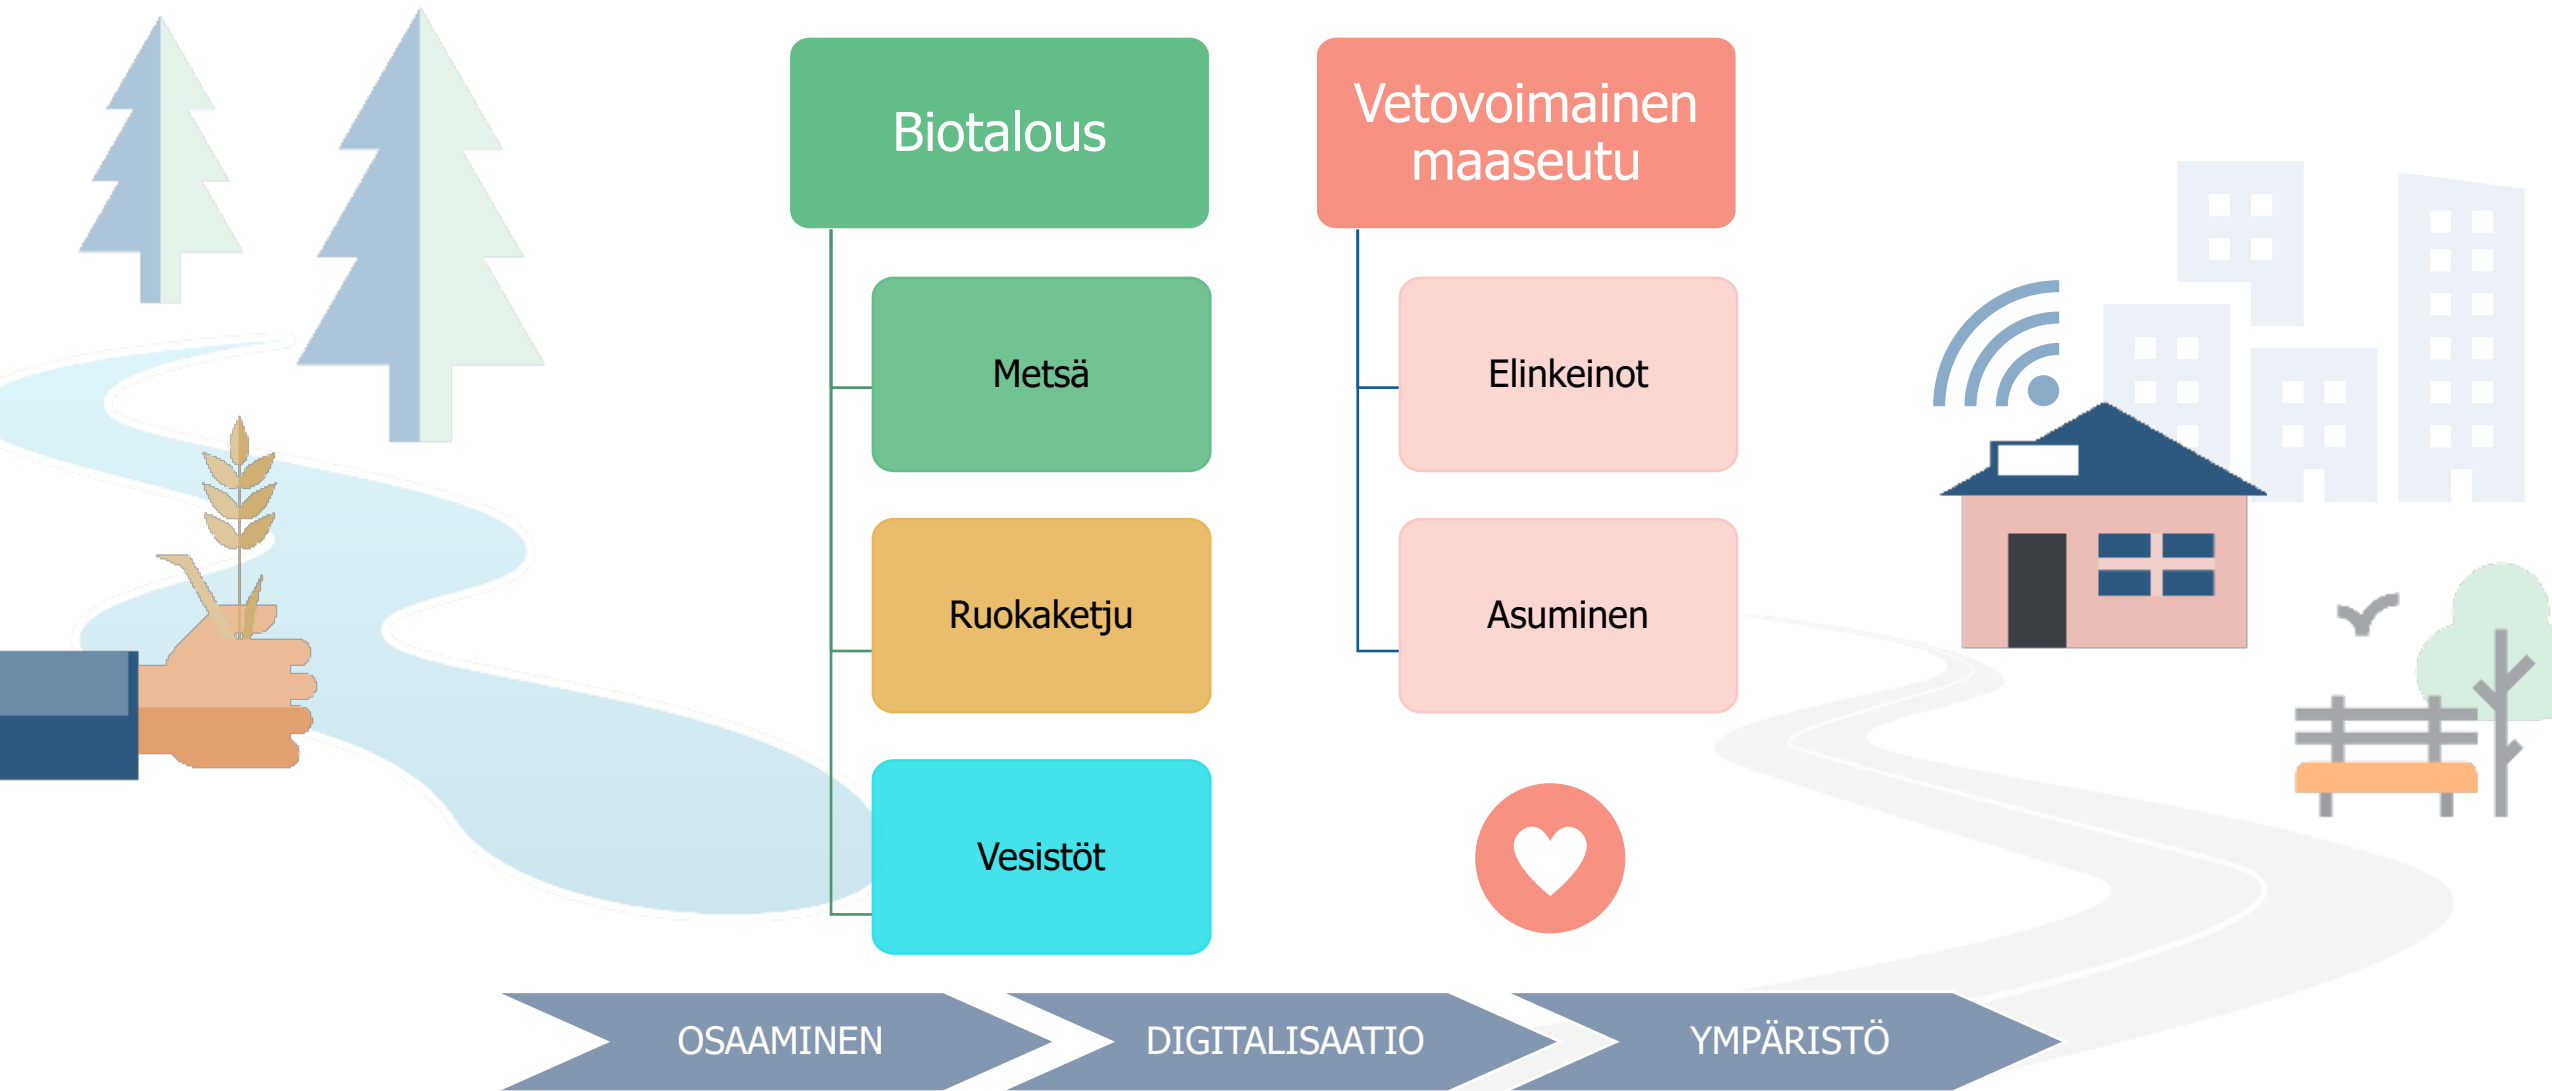 Biotalous
Metsä
Ruokaketju
Vesistöt
Vetovoimainen
maaseutu
Elinkeinot
Asuminen
OSAAMINEN
DIGITALISAATIO
YMPÄRISTÖ